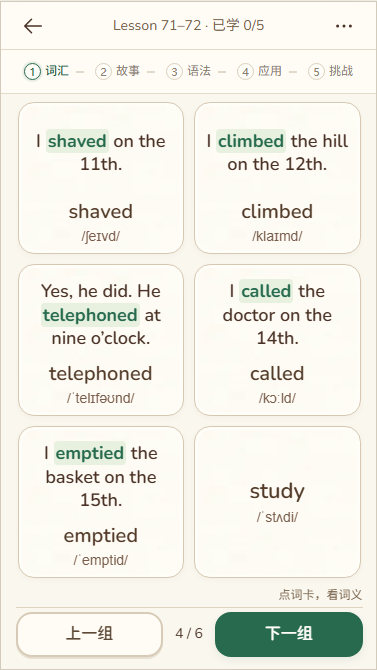 Lesson 71–72 · 已学 0/5
1 词汇 – 2 故事 – 3 语法 – 4 应用 – 5 挑战
I shaved on the
11th.
shaved
/ʃeɪvd/
I climbed the hill
on the 12th.
climbed
/klaɪmd/
Yes, he did. He
telephoned at
nine o’clock.
telephoned
/ˈtelɪfəʊnd/
I called the
doctor on the
14th.
called
/kɔːld/
I emptied the
basket on the
15th.
emptied
/ˈemptid/
study
/ˈstʌdi/
点词卡，看词义
上一组 4 / 6 下一组